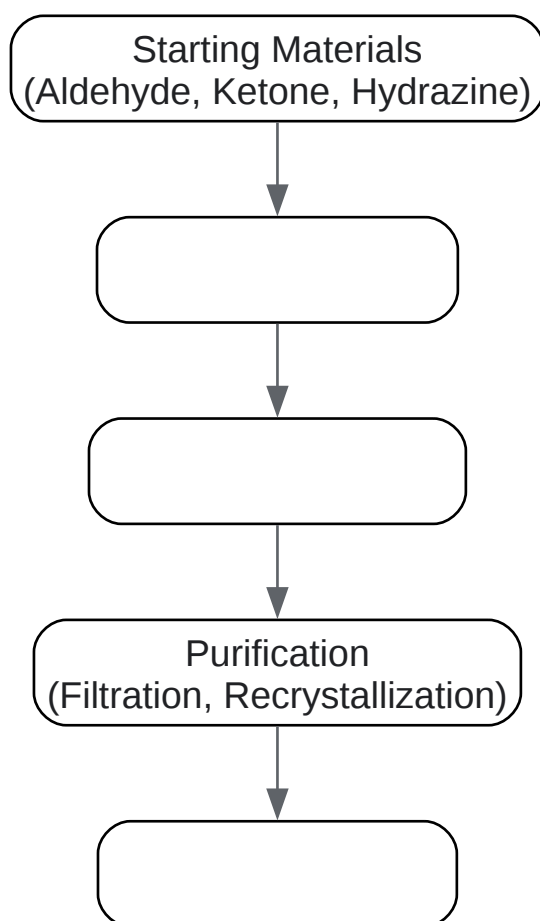 Starting Materials
(Aldehyde, Ketone, Hydrazine)
Purification
(Filtration, Recrystallization)